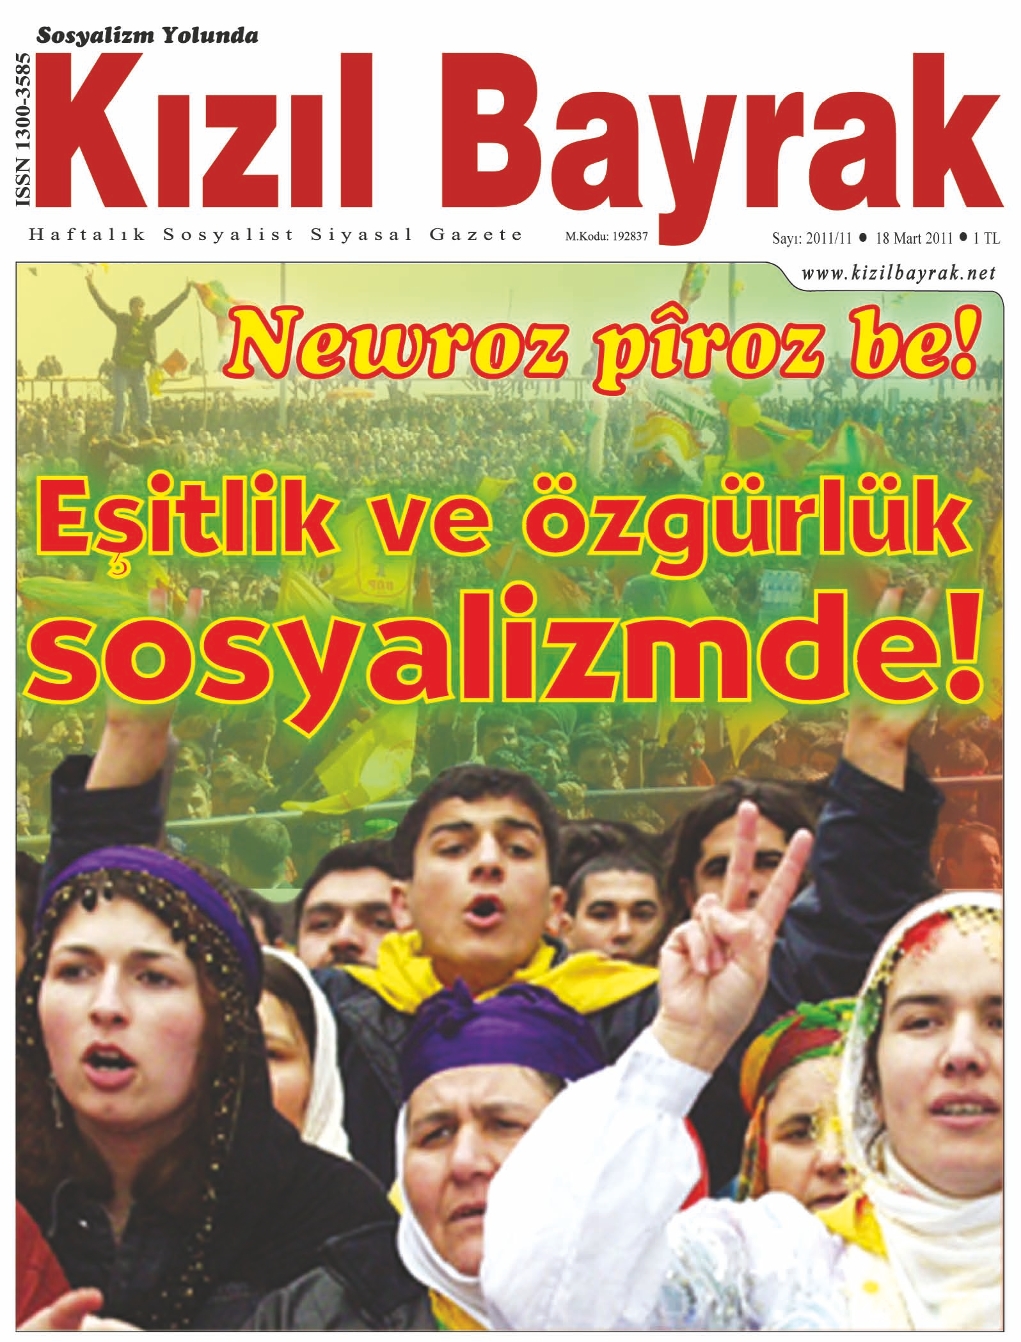 Sosyalizm Yolunda
ISSN 1300-3585
Kızıl Bayrak
Haftalık Sosyalist Siyasal Gazete
M.Kodu: 192837
Sayı: 2011/11 ● 18 Mart 2011 ● 1 TL
www.kizilbayrak.net
Newroz pîroz be!
Eşitlik ve özgürlük
sosyalizmde!